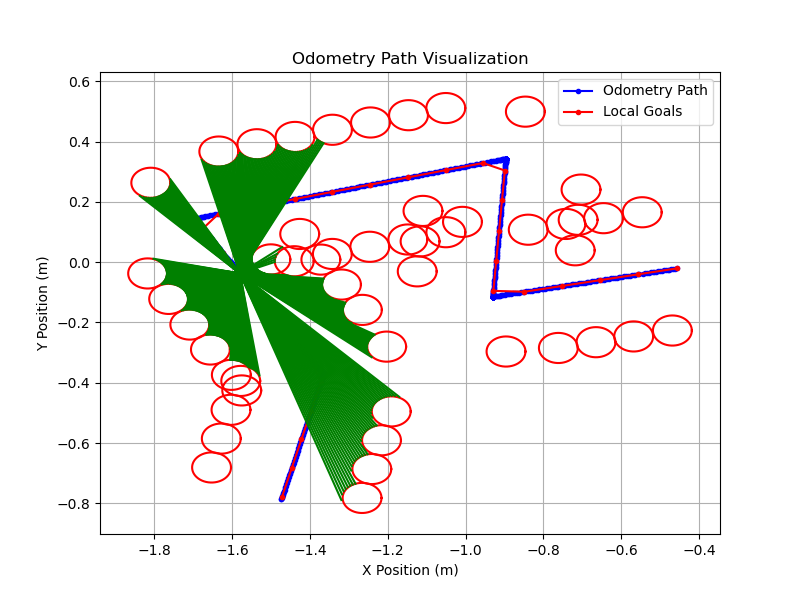 Odometry Path Visualization
Odometry Path
Local Goals
Y Position (m)
0.6
0.4
0.2
0.0
−0.2
−0.4
−0.6
−0.8
−1.8 −1.6 −1.4 −1.2 −1.0 −0.8 −0.6 −0.4
X Position (m)